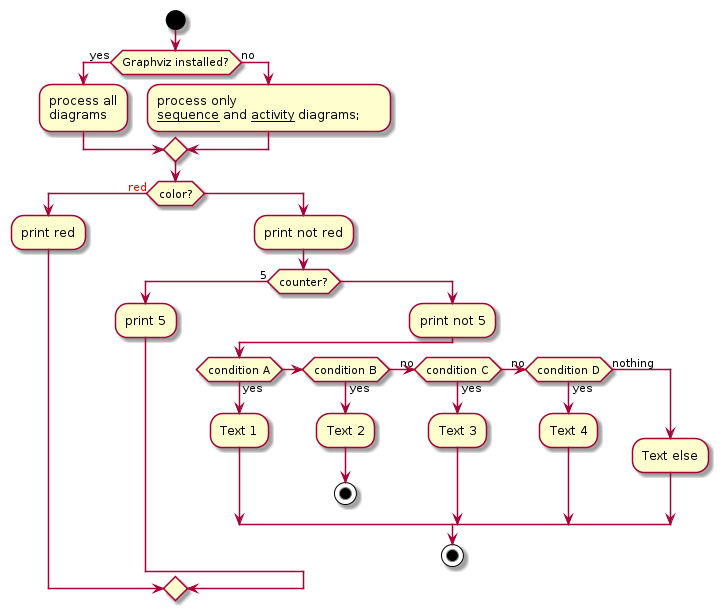 yes
Graphviz installed?
no
process all
diagrams
process only
sequence and activity diagrams;
red
color?
print red
print not red
5
counter?
print 5
print not 5
condition A
condition B
no
condition C
no
condition D
nothing
yes
yes
yes
yes
Text 1
Text 2
Text 3
Text 4
Text else